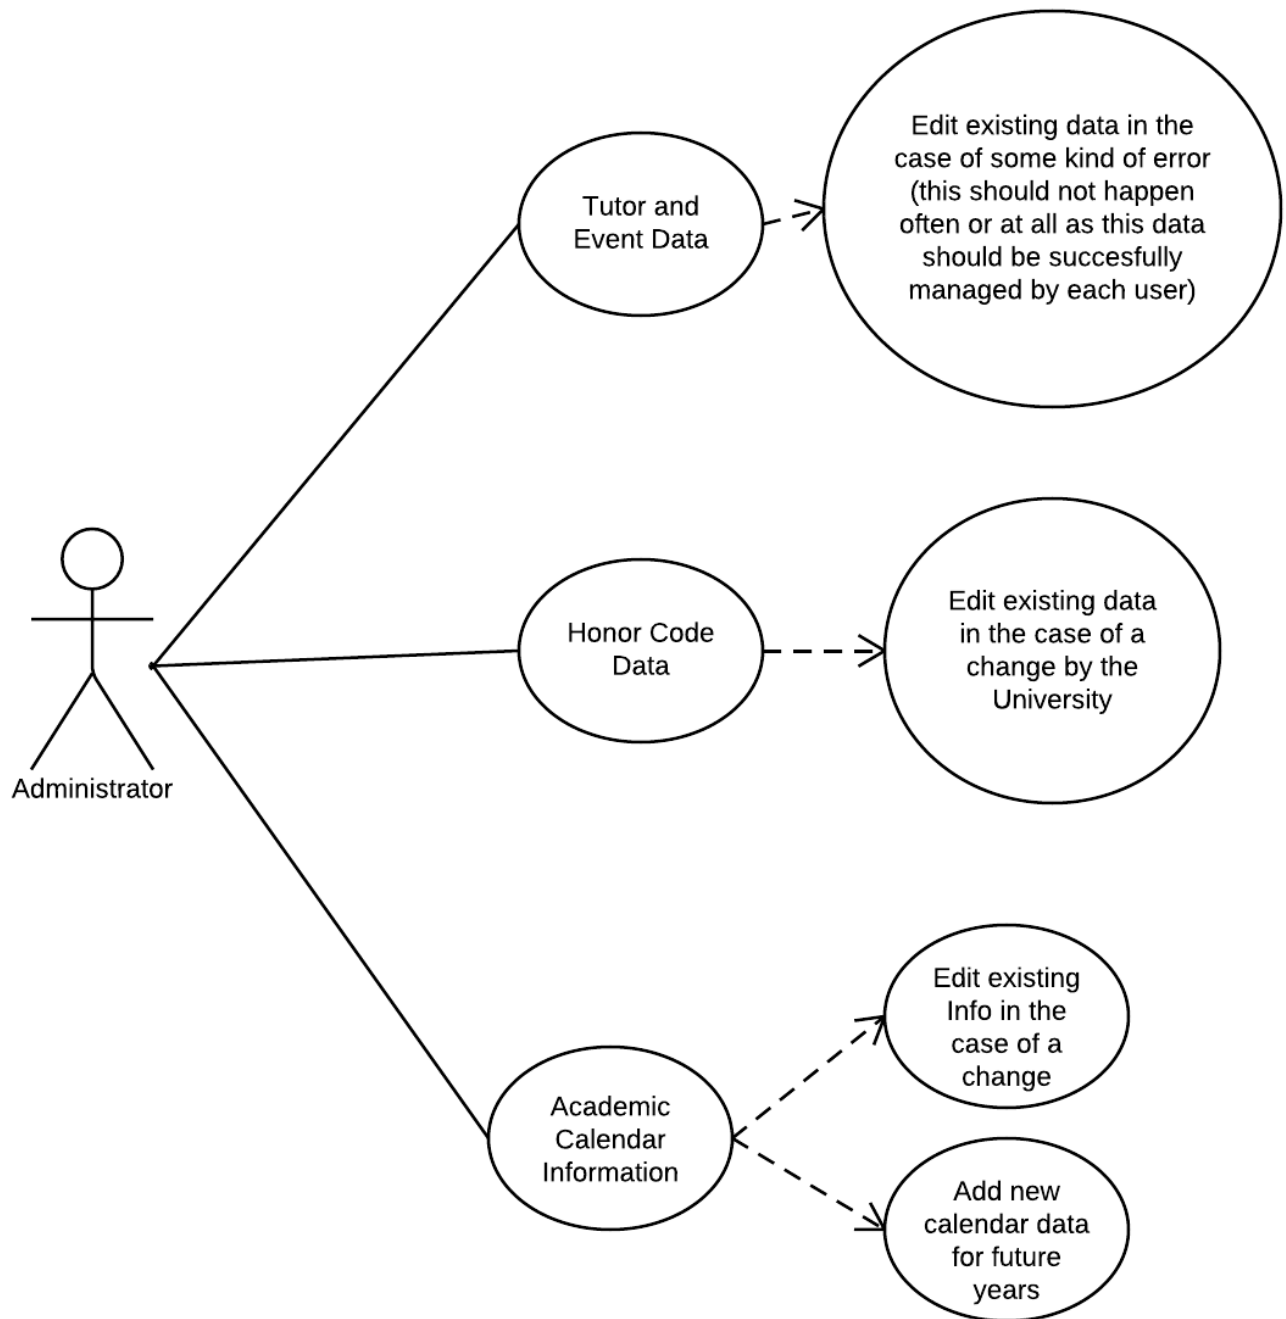 Edit existing data in the
case of some kind of error
(this should not happen
often or at all as this data
should be succesfully
managed by each user)
Tutor and
Event Data
Honor Code
Data
Edit existing data
in the case of a
change by the
University
Administrator
Academic
Calendar
Information
Edit existing
Info in the
case of a
change
Add new
calendar data
for future
years